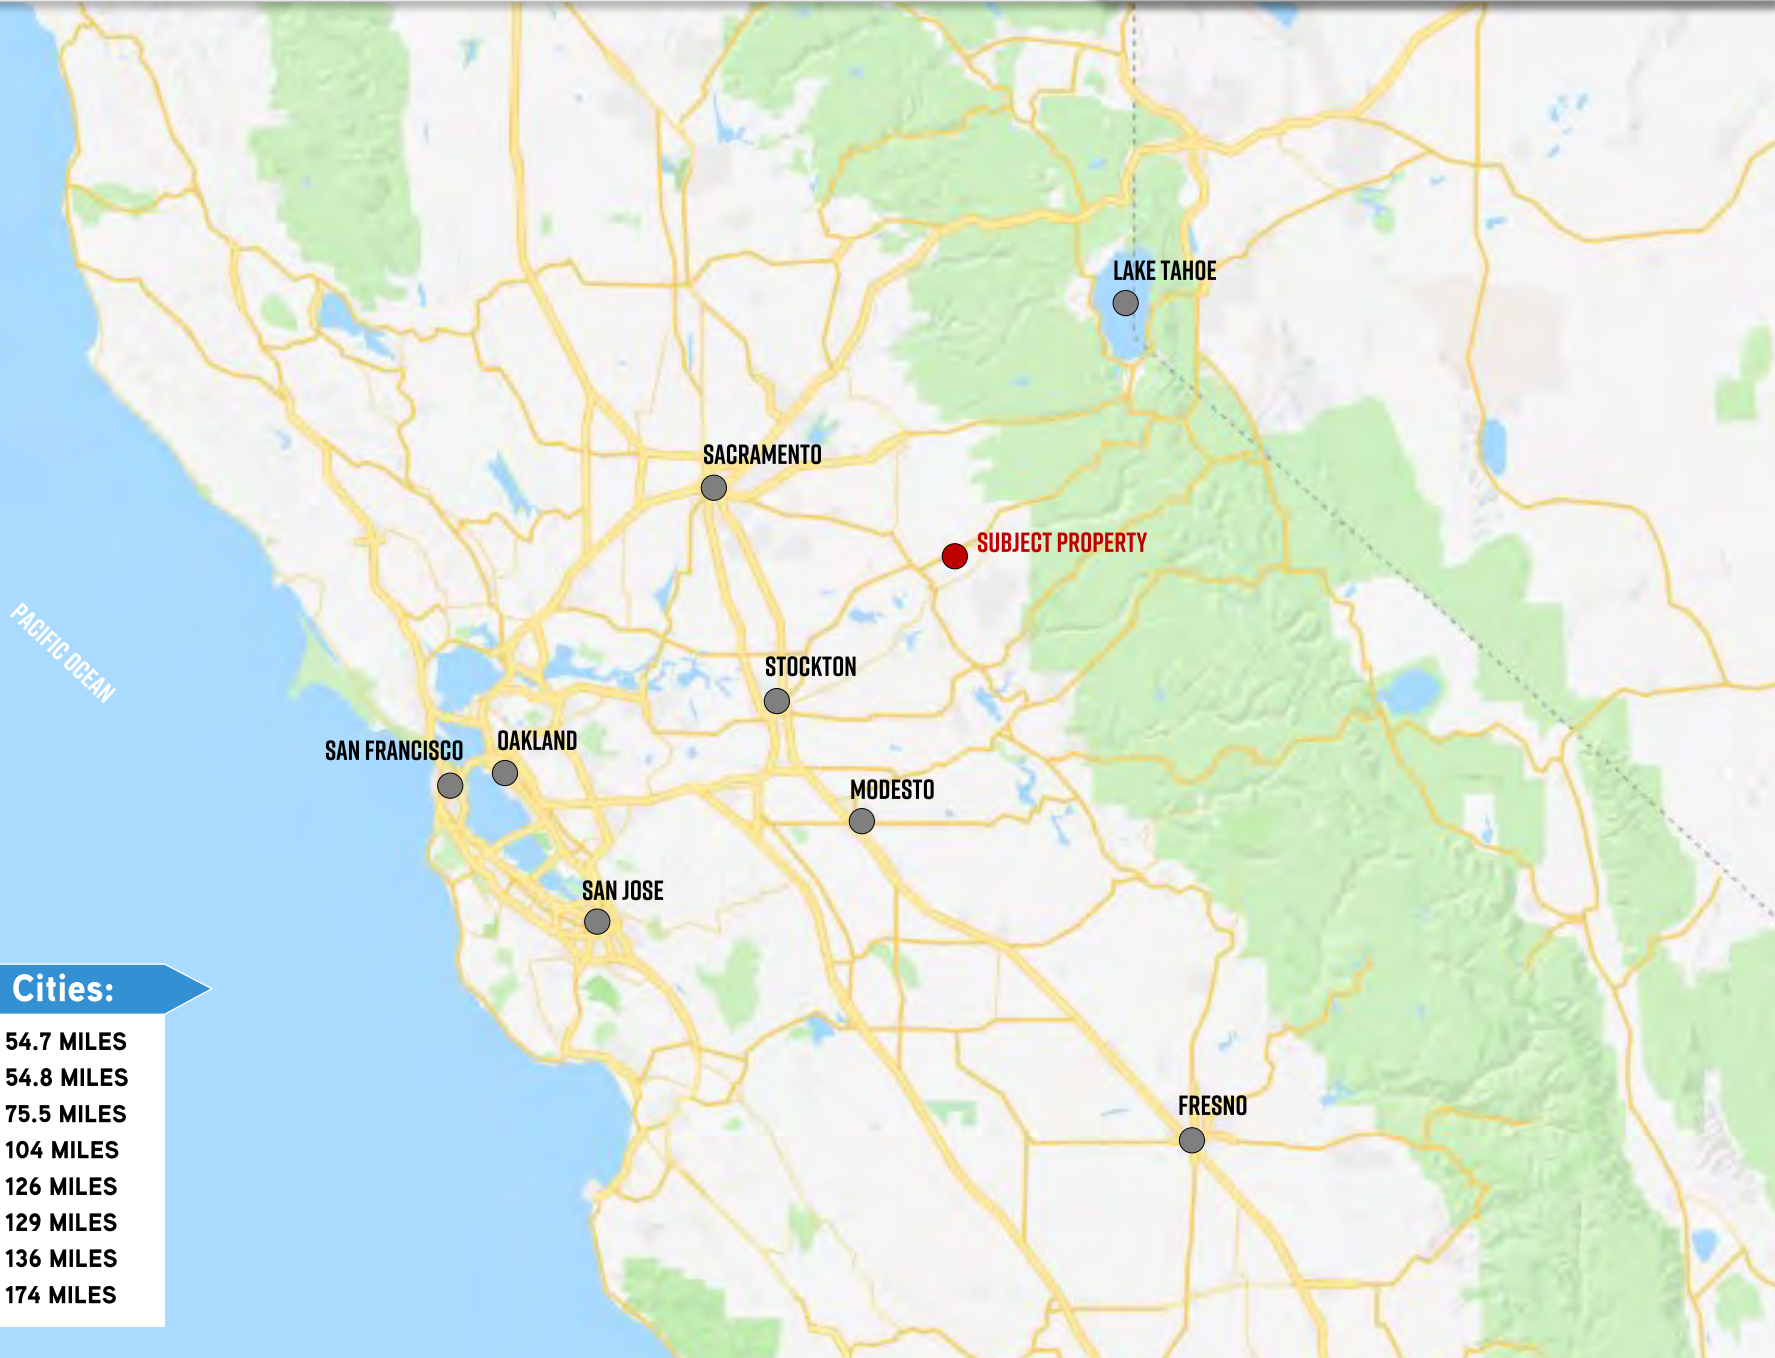 LAKE TAHOE
SACRAMENTO
SUBJECT PROPERTY
PACIFIC OCEAN
STOCKTON
SAN FRANCISCO
OAKLAND
MODESTO
SAN JOSE
Cities:
54.7 MILES
54.8 MILES
75.5 MILES
104 MILES
126 MILES
129 MILES
136 MILES
174 MILES
FRESNO